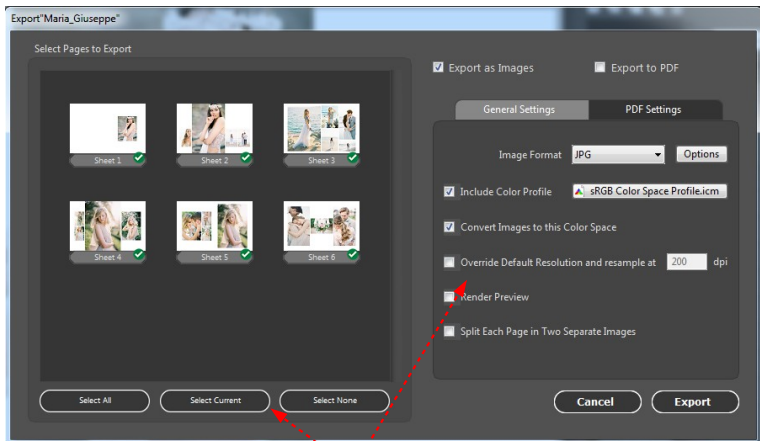 Export"Maria_Giuseppe"
Select Pages to Export
Sheet 1
Sheet 2
Sheet 3
Sheet 4
Sheet 5
Sheet 6
Select All
Select Current
Select None
Export as Images
Export to PDF
General Settings
PDF Settings
Image Format JPG Options
Include Color Profile sRGB Color Space Profile.icm
Convert Images to this Color Space
Override Default Resolution and resample at 200 dpi
Render Preview
Split Each Page in Two Separate Images
Cancel
Export